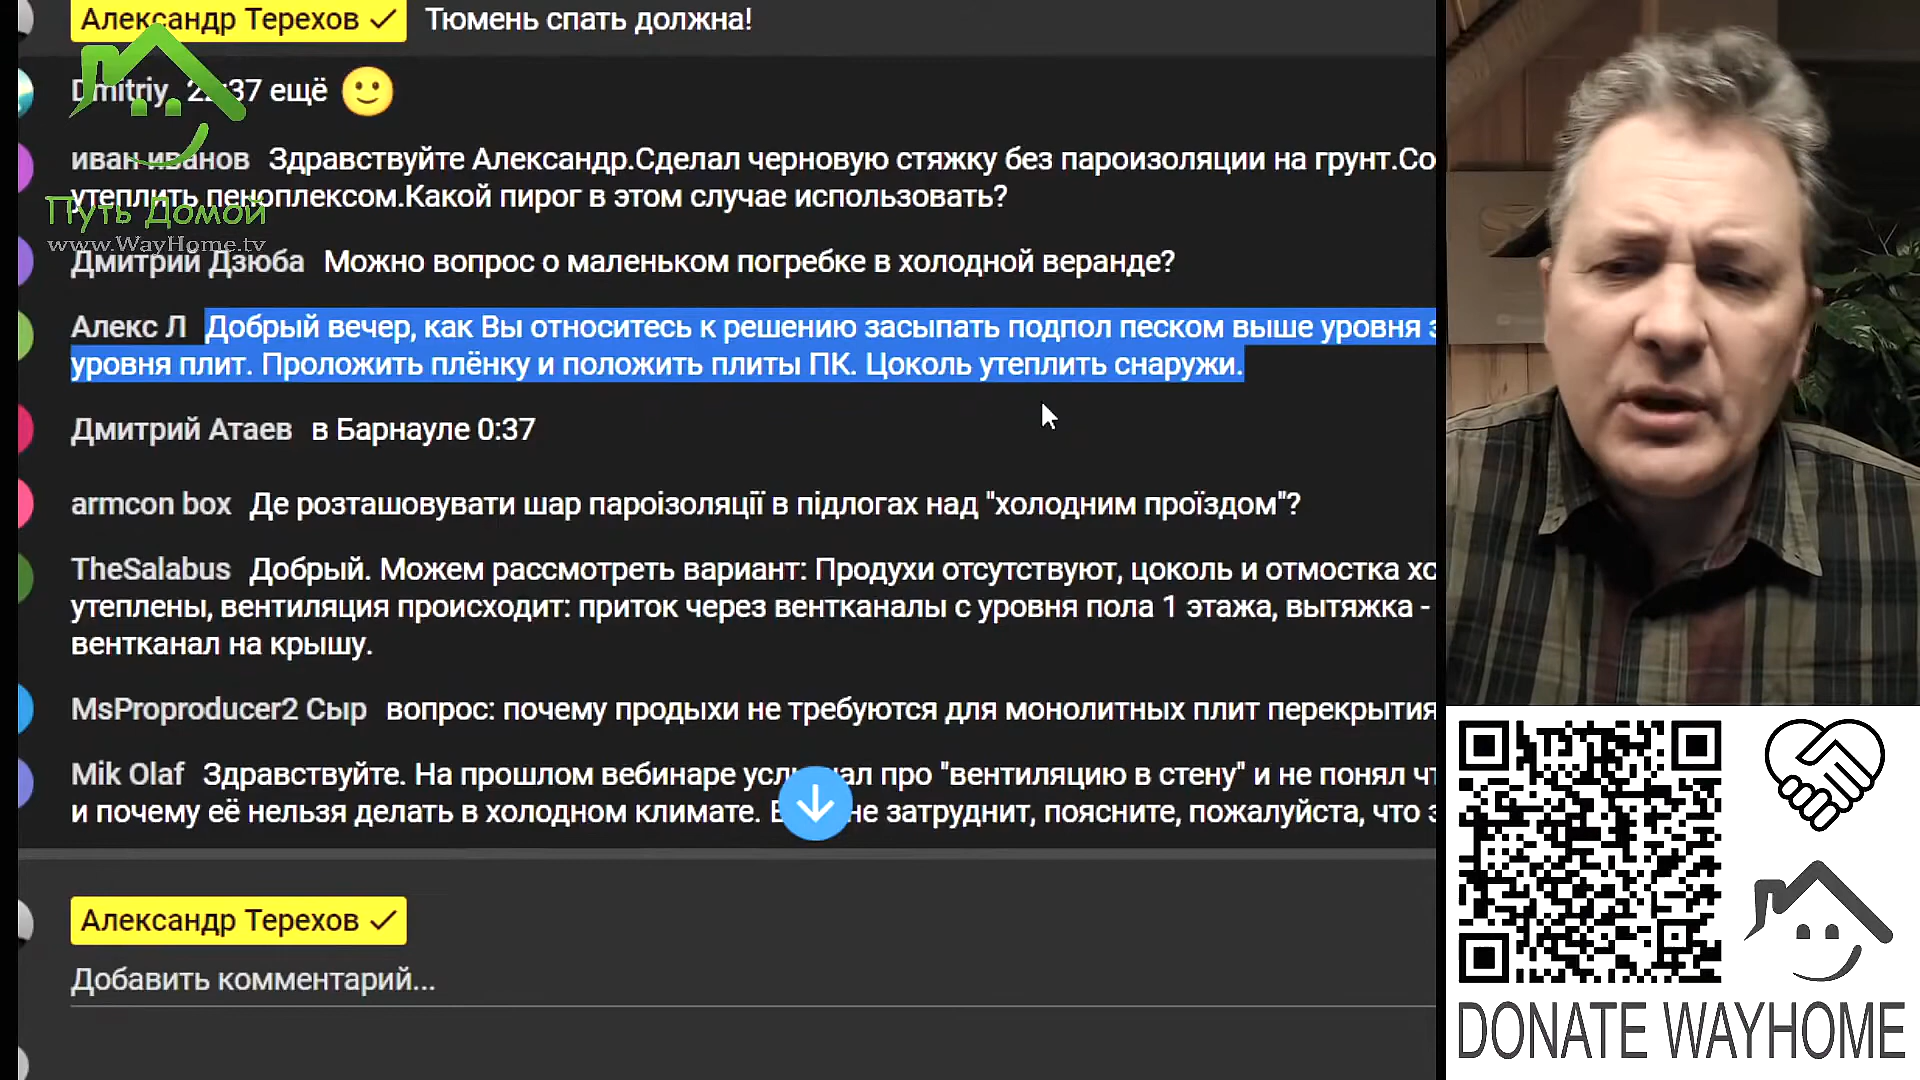 Александр Терехов ✓ Тюмень спать должна!
Dmitriy 22:37 ещё 🙂
иван иванов Здравствуйте Александр.Сделал черновую стяжку без пароизоляции на грунт.Со
утеплить пеноплексом.Какой пирог в этом случае использовать?
Путь Домой
www.WayHome.tv
Дмитрий Дзюба Можно вопрос о маленьком погребке в холодной веранде?
Алекс Л Добрый вечер, как Вы относитесь к решению засыпать подпол песком выше уровня
уровня плит. Проложить плёнку и положить плиты ПК. Цоколь утеплить снаружи.
Дмитрий Атаев в Барнауле 0:37
armcon box Де розташовувати шар пароізоляції в підлогах над "холодним проїздом"?
TheSalabus Добрый. Можем рассмотреть вариант: Продухи отсутствуют, цоколь и отмостка хо
утеплены, вентиляция происходит: приток через вентканалы с уровня пола 1 этажа, вытяжка -
вентканал на крышу.
MsProproducer2 Сыр вопрос: почему продыхи не требуются для монолитных плит перекрытия
Mik Olaf Здравствуйте. На прошлом вебинаре про "вентиляцию в стену" и не понял
и почему её нельзя делать в холодном климате. не затруднит, поясните, пожалуйста, что
Александр Терехов ✓
Добавить комментарий...
DONATE WAYHOME